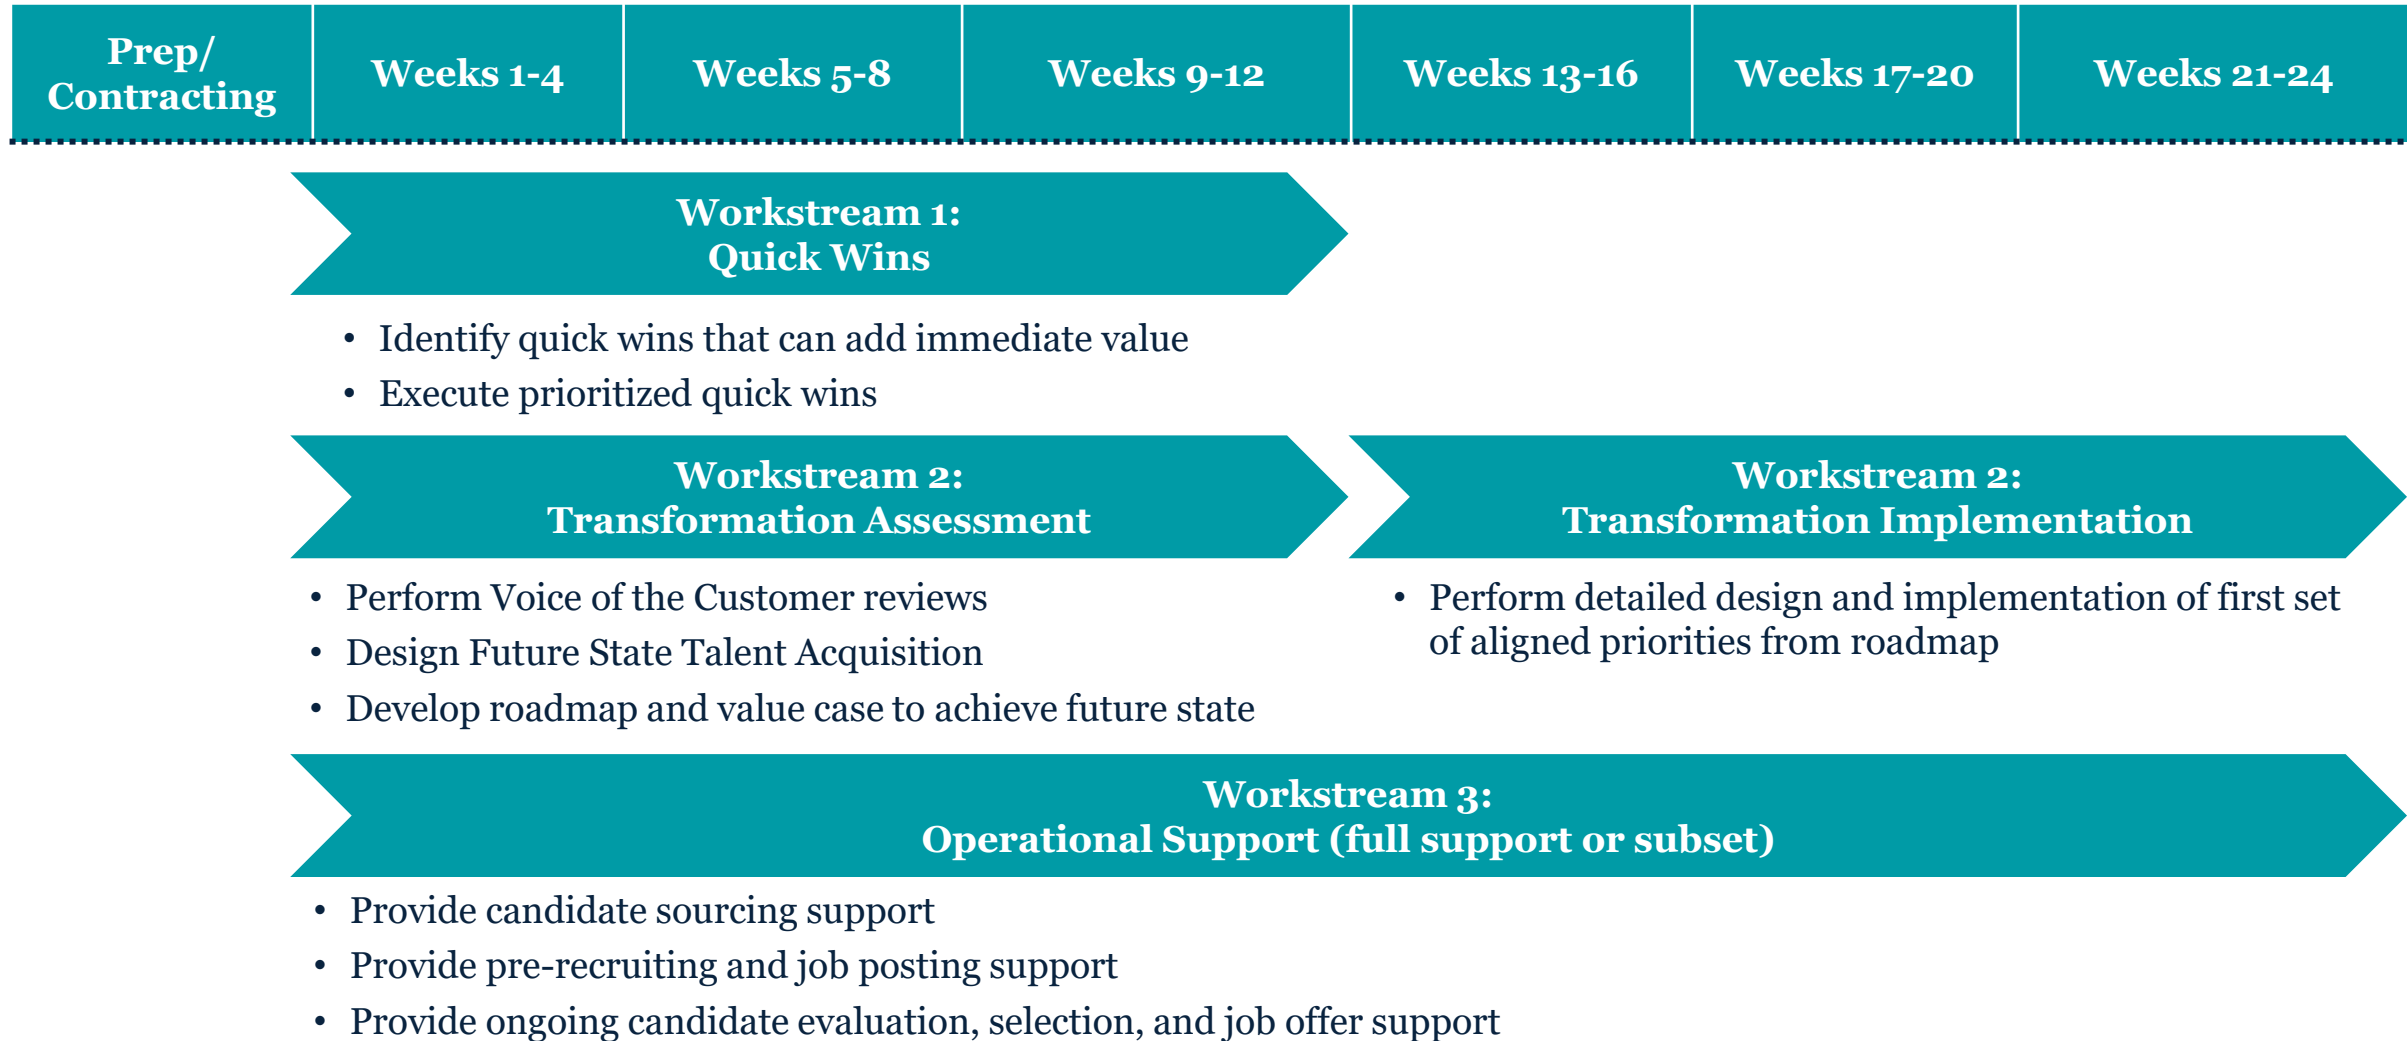 Prep/
Contracting
Weeks 1-4
Weeks 5-8
Weeks 9-12
Weeks 13-16
Weeks 17-20
Weeks 21-24
Workstream 1:
Quick Wins
• Identify quick wins that can add immediate value
• Execute prioritized quick wins
Workstream 2:
Transformation Assessment
• Perform Voice of the Customer reviews
• Design Future State Talent Acquisition
• Develop roadmap and value case to achieve future state
Workstream 2:
Transformation Implementation
• Perform detailed design and implementation of first set
of aligned priorities from roadmap
Workstream 3:
Operational Support (full support or subset)
• Provide candidate sourcing support
• Provide pre-recruiting and job posting support
• Provide ongoing candidate evaluation, selection, and job offer support